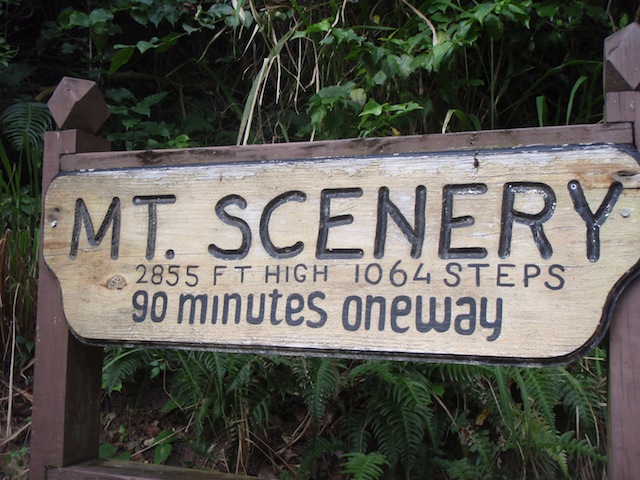 MT. SCENERY
2855 FT HIGH 1064 STEPS
90 minutes oneway